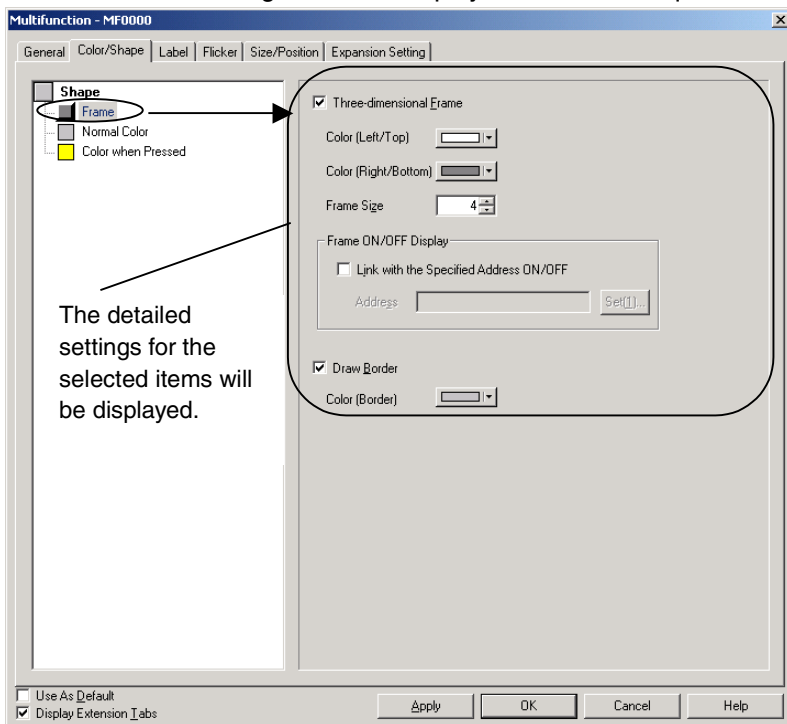 Multifunction - MF0000
General Color/Shape Label Flicker Size/Position Expansion Setting
Shape
Frame
Normal Color
Color when Pressed
Three-dimensional Frame
Color (Left/Top)
Color (Right/Bottom)
Frame Size 4
Frame ON/OFF Display
Link with the Specified Address ON/OFF
Address Set(1)...
Draw Border
Color (Border)
The detailed
settings for the
selected items will
be displayed.
Use As Default
Display Extension Tabs
Apply OK Cancel Help